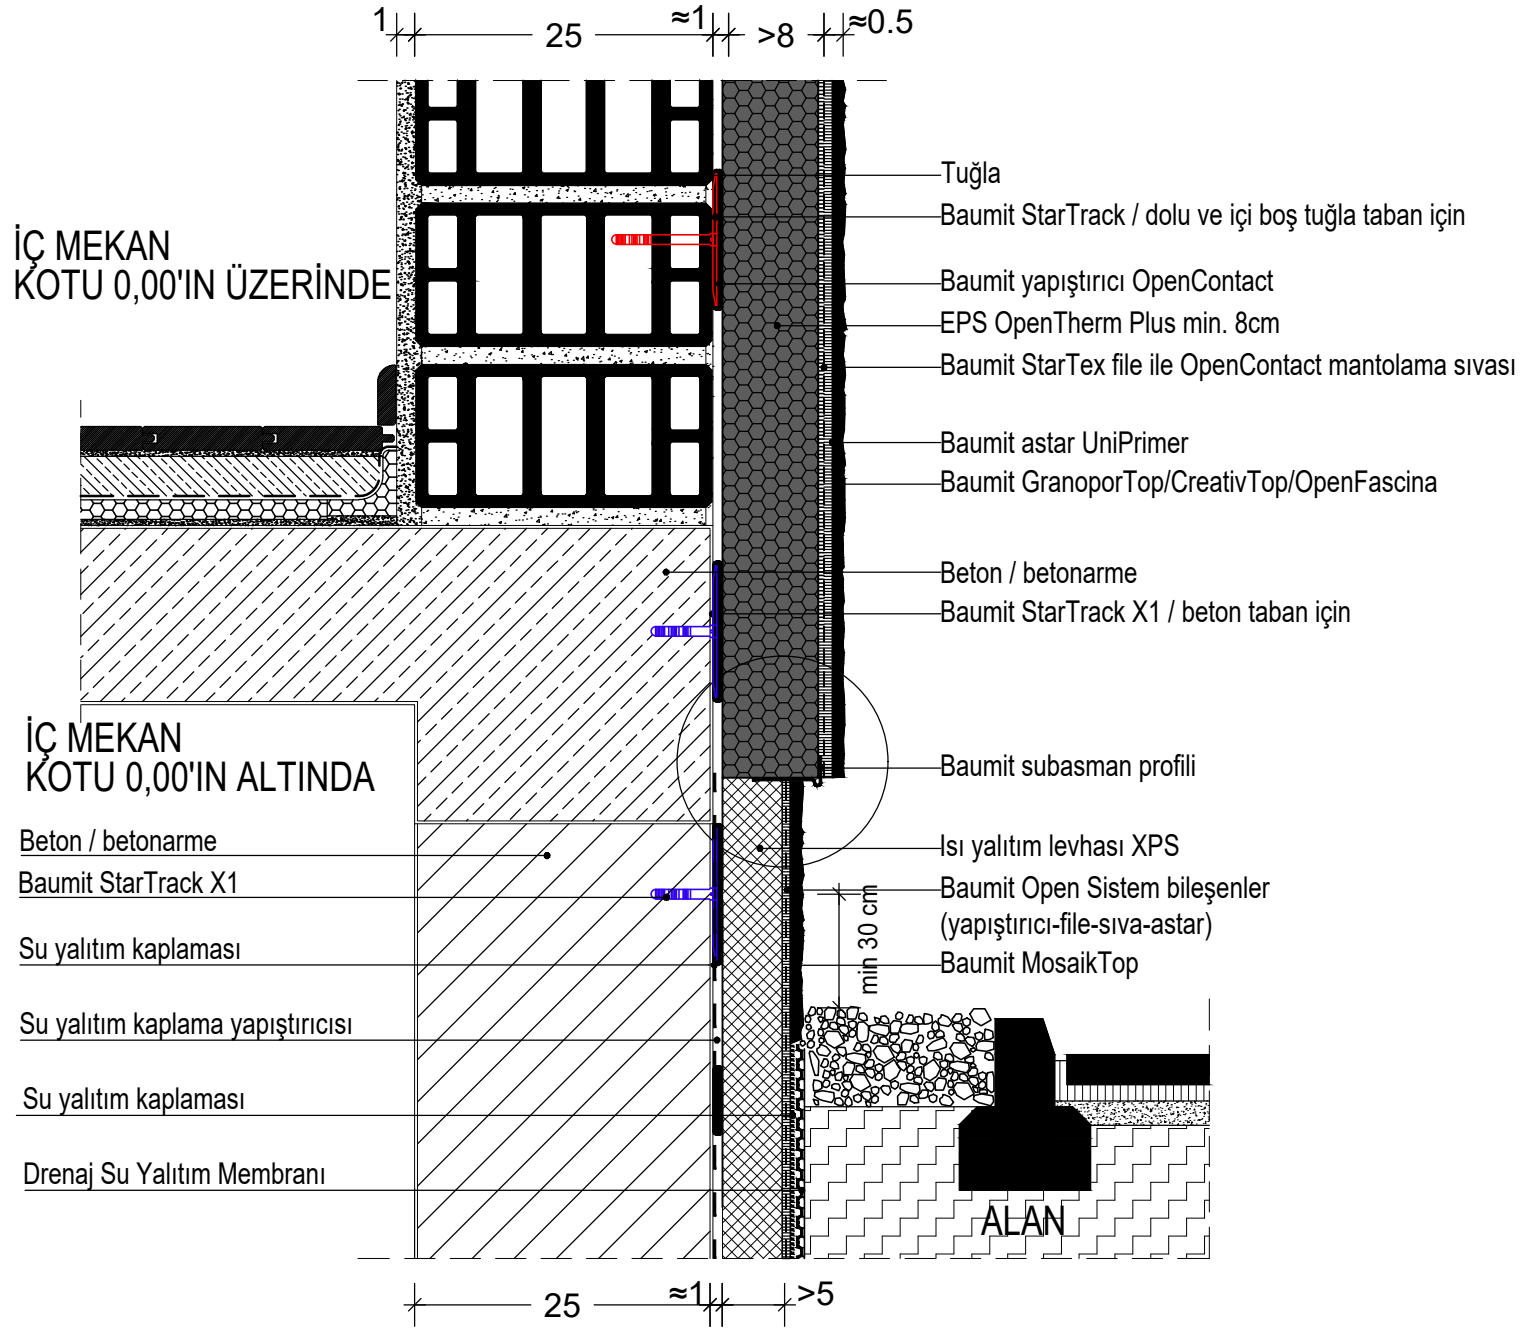 1
25
≈1
>8
≈0.5
Tuğla
Baumit StarTrack / dolu ve içi boş tuğla taban için
İÇ MEKAN
KOTU 0,00'IN ÜZERİNDE
Baumit yapıştırıcı OpenContact
EPS OpenTherm Plus min. 8cm
Baumit StarTex file ile OpenContact mantolama sıvası
Baumit astar UniPrimer
Baumit GranoporTop/CreativTop/OpenFascina
Beton / betonarme
Baumit StarTrack X1 / beton taban için
İÇ MEKAN
KOTU 0,00'IN ALTINDA
Baumit subasman profili
Beton / betonarme
Baumit StarTrack X1
Su yalıtım kaplaması
Su yalıtım kaplama yapıştırıcısı
Su yalıtım kaplaması
Drenaj Su Yalıtım Membranı
Isı yalıtım levhası XPS
Baumit Open Sistem bileşenler
(yapıştırıcı-file-sıva-astar)
Baumit MosaikTop
min 30 cm
ALAN
25
≈1
>5